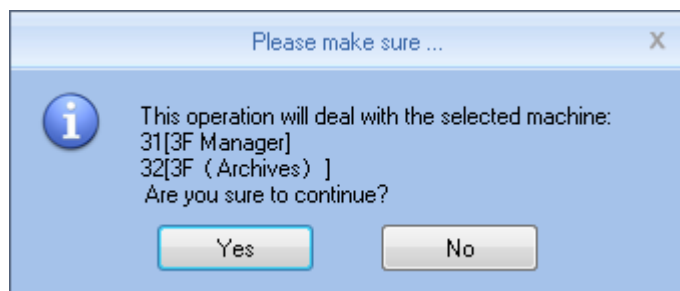 Please make sure ...
X
This operation will deal with the selected machine:
31[3F Manager]
32[3F（Archives）]
Are you sure to continue?
Yes
No